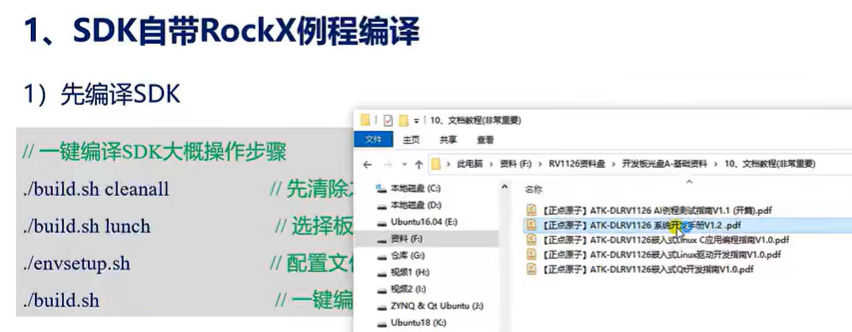 1、SDK自带RockX例程编译
1）先编译SDK
// 一键编译SDK大概操作步骤
./build.sh cleanall // 先清除
./build.sh lunch // 选择板
./envsetup.sh // 配置文件
./build.sh // 一键编
10、文档教程(非常重要)
文件 主页 共享 查看
此电脑 › 资料 (F:) › RV1126资料盘 › 开发板光盘A-基础资料 › 10、文档教程(非常重要)
名称
本地磁盘 (C:)
本地磁盘 (D:)
Ubuntu16.04 (E:)
资料 (F:)
仓库 (G:)
视频1 (H:)
视频2 (I:)
ZYNQ & Qt Ubuntu (J:)
Ubuntu18 (K:)
【正点原子】ATK-DLRV1126 AI例程测试指南V1.1 (开篇).pdf
【正点原子】ATK-DLRV1126 系统开发手册V1.2 .pdf
【正点原子】ATK-DLRV1126嵌入式Linux C应用编程指南V1.0.pdf
【正点原子】ATK-DLRV1126嵌入式Linux驱动开发指南V1.0.pdf
【正点原子】ATK-DLRV1126嵌入式Qt开发指南V1.0.pdf